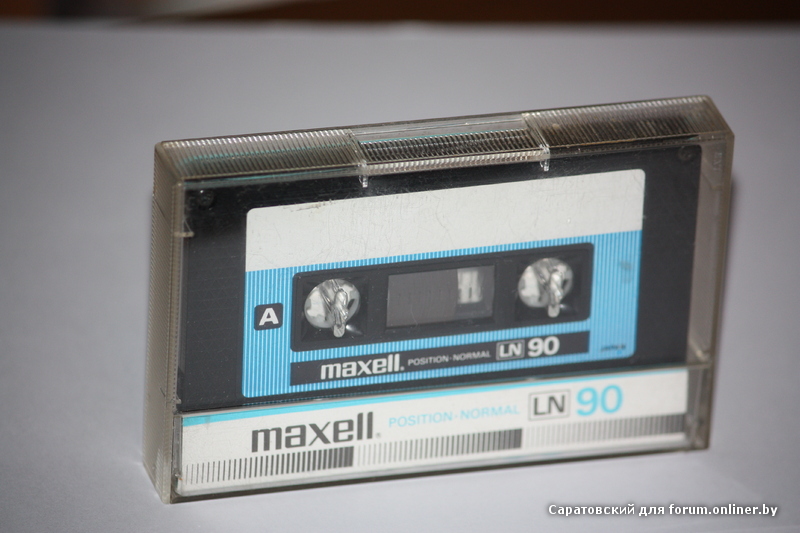 A
maxell. POSITION-NORMAL LN 90
maxell. POSITION-NORMAL LN 90
Саратовский для forum.onliner.by